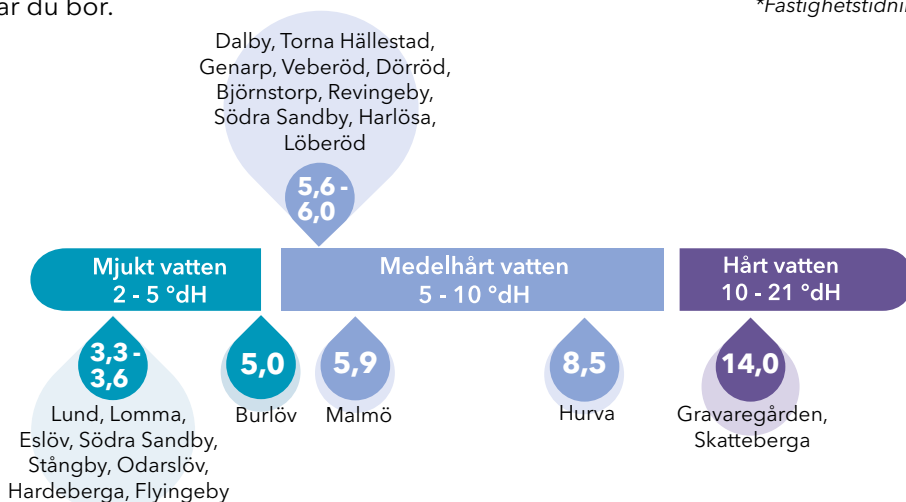 du bor.
Dalby, Torna Hällestad,
Genarp, Veberöd, Dörröd,
Björnstorp, Revingeby,
Södra Sandby, Harlösa,
Löberöd
5,6 -
6,0
Mjukt vatten
2 - 5 °dH
Medelhårt vatten
5 - 10 °dH
Hårt vatten
10 - 21 °dH
3,3 -
3,6
5,0
5,9
8,5
14,0
Lund, Lomma,
Eslöv, Södra Sandby,
Stångby, Odarslöv,
Hardeberga, Flyingeby
Burlöv
Malmö
Hurva
Gravaregården,
Skatteberga